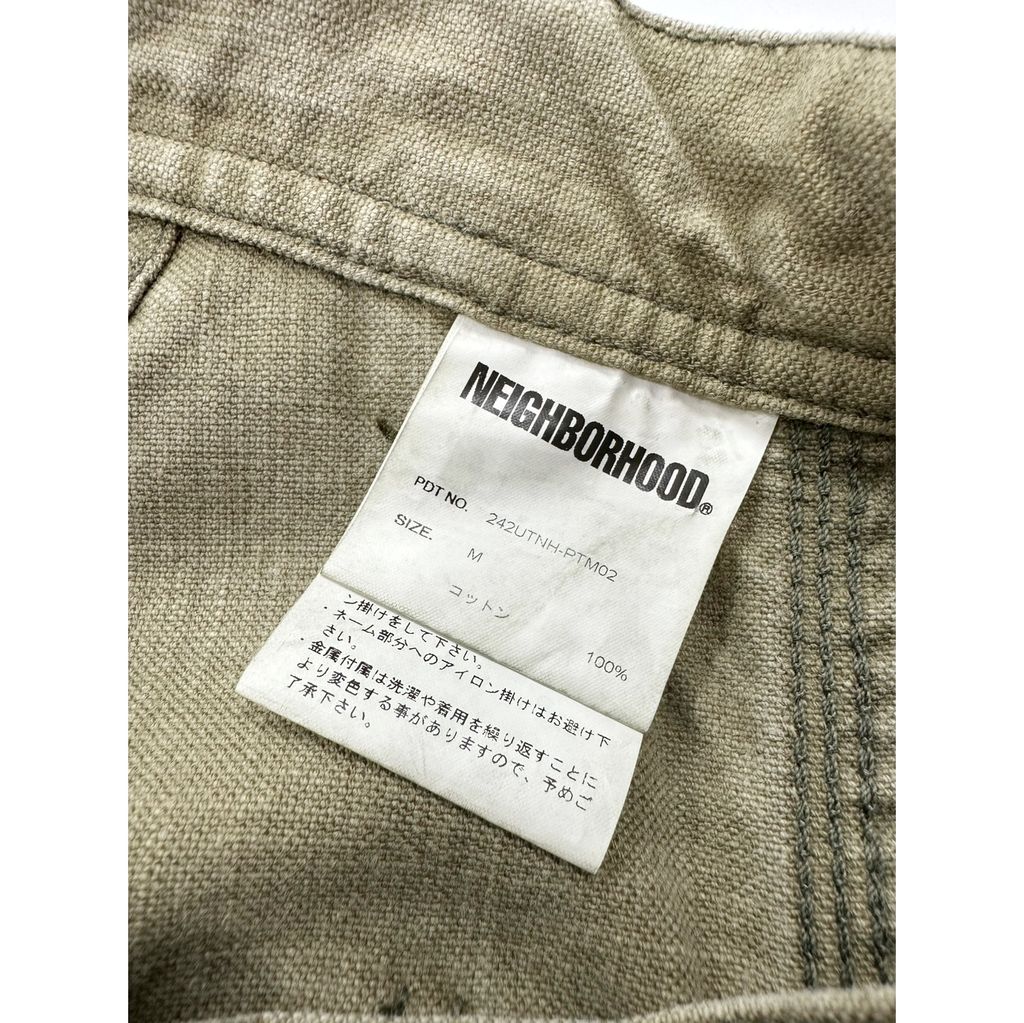 NEIGHBORHOOD®
PDT NO. 242UTNH-PTM02
SIZE. M
コットン 100%
ン掛けをして下さい。
・ネーム部分へのアイロン掛けはお避け下
さい。
・金属付属は洗濯や着用を繰り返すことに
より変色する事がありますので、予めご
了承下さい。